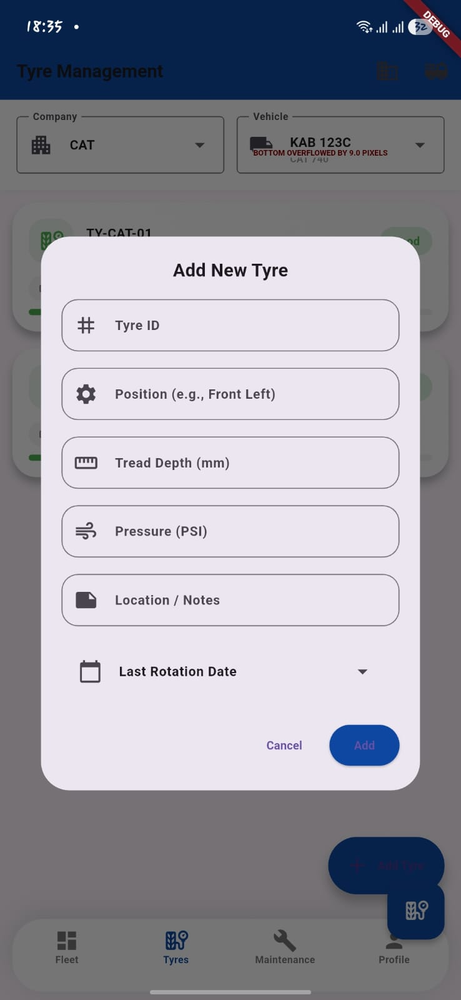 18:35
32
DEBUG
Tyre Management
Company
Vehicle
CAT
KAB 123C
BOTTOM OVERFLOWED BY 9.0 PIXELS
CAT 740
TY-CAT-01
Add New Tyre
Tyre ID
Position (e.g., Front Left)
Tread Depth (mm)
Pressure (PSI)
Location / Notes
Last Rotation Date
Cancel
Add
Add Tyre
Fleet
Tyres
Maintenance
Profile